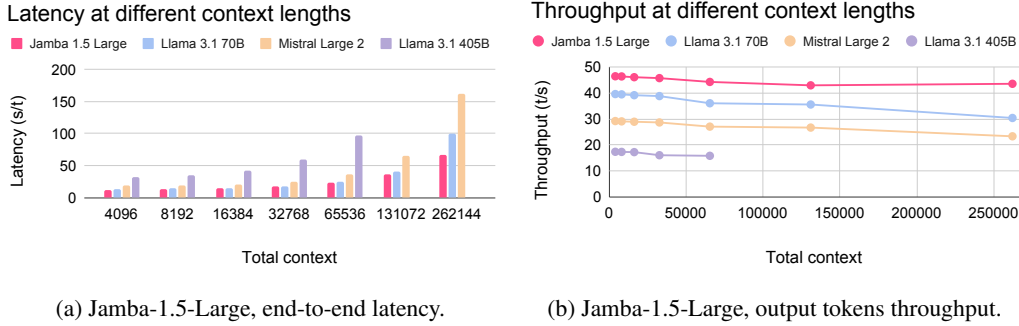 Latency at different context lengths
Jamba 1.5 Large Llama 3.1 70B Mistral Large 2 Llama 3.1 405B
200
150
100
50
0
Latency (s/t)
4096 8192 16384 32768 65536 131072 262144
Total context
(a) Jamba-1.5-Large, end-to-end latency.
Throughput at different context lengths
Jamba 1.5 Large Llama 3.1 70B Mistral Large 2 Llama 3.1 405B
50
40
30
20
10
0
Throughput (t/s)
0 50000 100000 150000 200000 250000
Total context
(b) Jamba-1.5-Large, output tokens throughput.